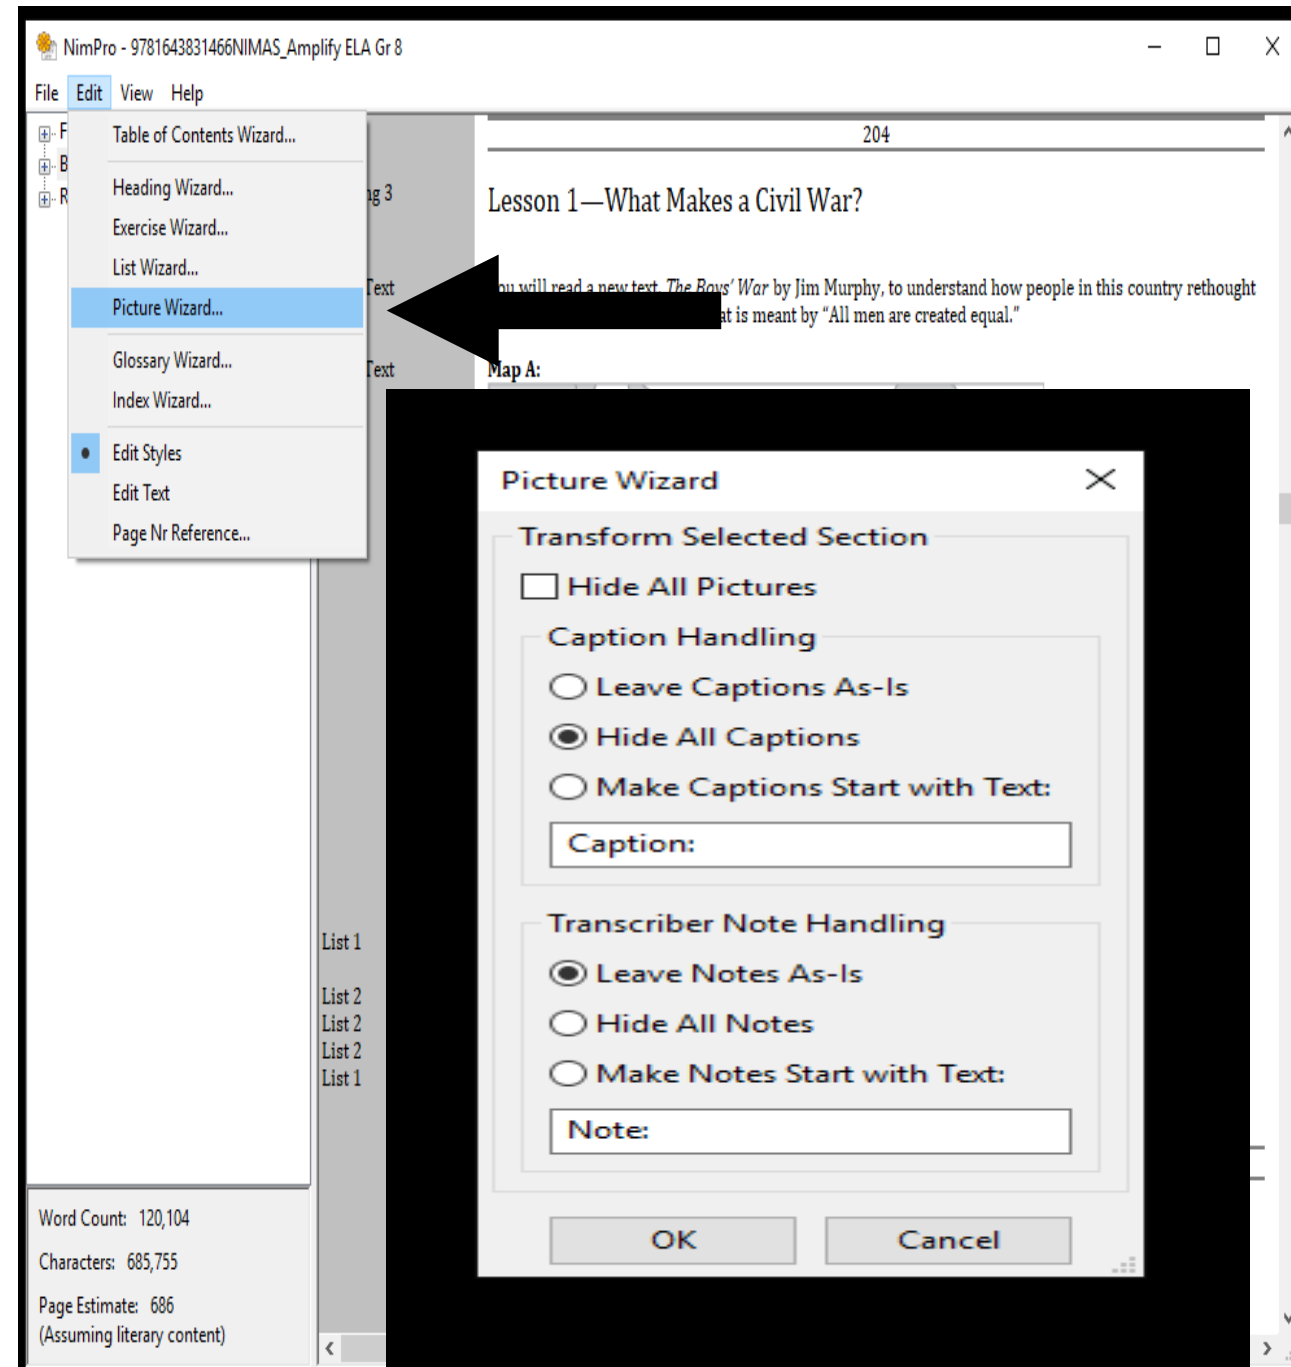 NimPro - 9781643831466NIMAS_Amplify ELA Gr 8
File Edit View Help
F
B
R
Table of Contents Wizard...
Heading Wizard...
Exercise Wizard...
List Wizard...
Picture Wizard...
Glossary Wizard...
Index Wizard...
Edit Styles
Edit Text
Page Nr Reference...
ng 3
Text
Text
List 1
List 2
List 2
List 2
List 1
204
Lesson 1—What Makes a Civil War?
will read a new text, The Boys’ War by Jim Murphy, to understand how people in this country rethought
is meant by “All men are created equal.”
Map A:
Picture Wizard
Transform Selected Section
Hide All Pictures
Caption Handling
Leave Captions As-Is
Hide All Captions
Make Captions Start with Text:
Caption:
Transcriber Note Handling
Leave Notes As-Is
Hide All Notes
Make Notes Start with Text:
Note:
OK Cancel
Word Count: 120,104
Characters: 685,755
Page Estimate: 686
(Assuming literary content)